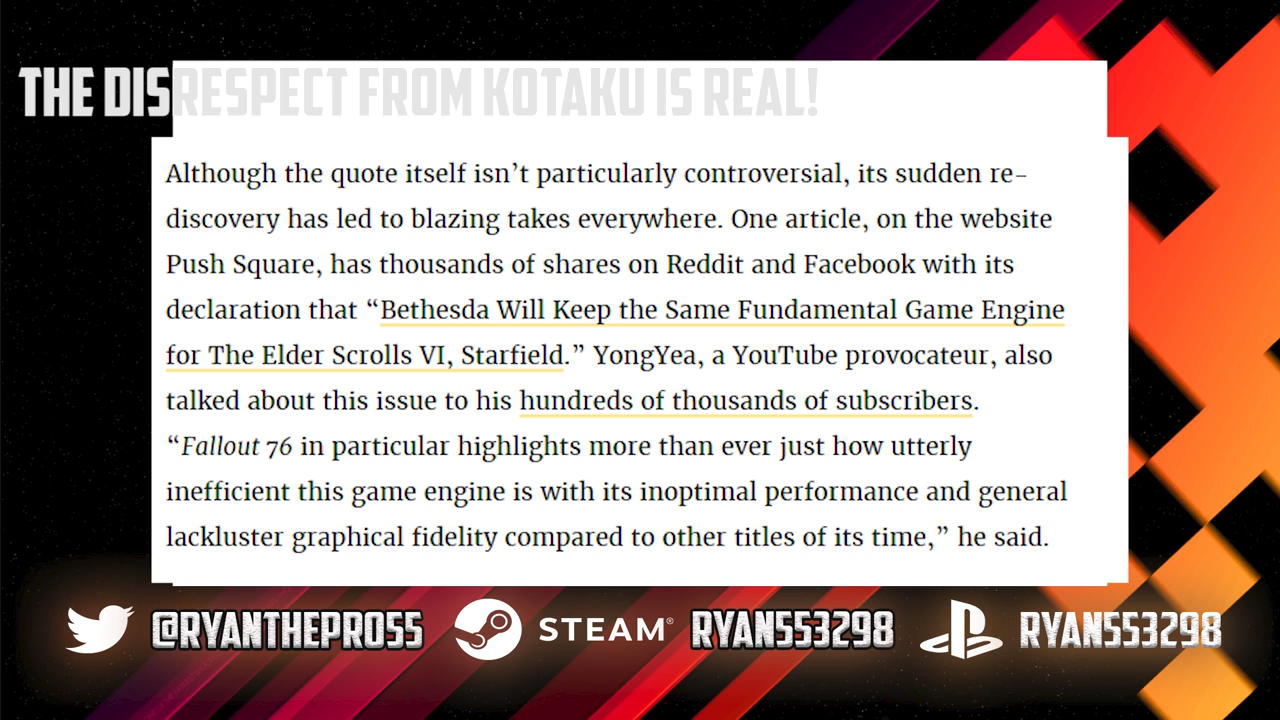 THE DISRESPECT FROM KOTAKU IS REAL!
Although the quote itself isn’t particularly controversial, its sudden re-
discovery has led to blazing takes everywhere. One article, on the website
Push Square, has thousands of shares on Reddit and Facebook with its
declaration that “Bethesda Will Keep the Same Fundamental Game Engine
for The Elder Scrolls VI, Starfield.” YongYea, a YouTube provocateur, also
talked about this issue to his hundreds of thousands of subscribers.
“Fallout 76 in particular highlights more than ever just how utterly
inefficient this game engine is with its inoptimal performance and general
lackluster graphical fidelity compared to other titles of its time,” he said.
@RYANTHEPRO55 STEAM® RYAN553298 RYAN553298